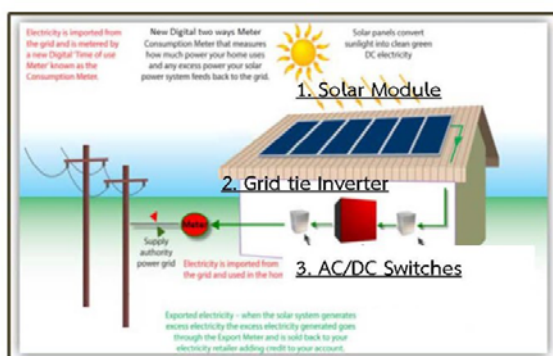 Electricity is imported from
the grid and is metered by
a new Digital 'Time of use
Meter' known as the
Consumption Meter.
New Digital two ways Meter
Consumption Meter that measures
how much power your home uses
and any excess power your solar
power system feeds back to the grid.
Solar panels convert
sunlight into clean green
DC electricity
1. Solar Module
2. Grid tie Inverter
Meter
3. AC/DC Switches
Supply
authority
power grid
Electricity is imported from
the grid and used in the hom
Exported electricity – when the solar system generates
excess electricity the excess electricity generated goes
through the Export Meter and is sold back to your
electricity retailer adding credit to your account.